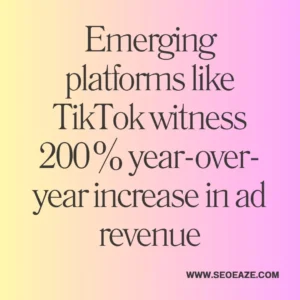 Emerging
platforms like
TikTok witness
200% year-over-
year increase in ad
revenue
WWW.SEOEAZE.COM